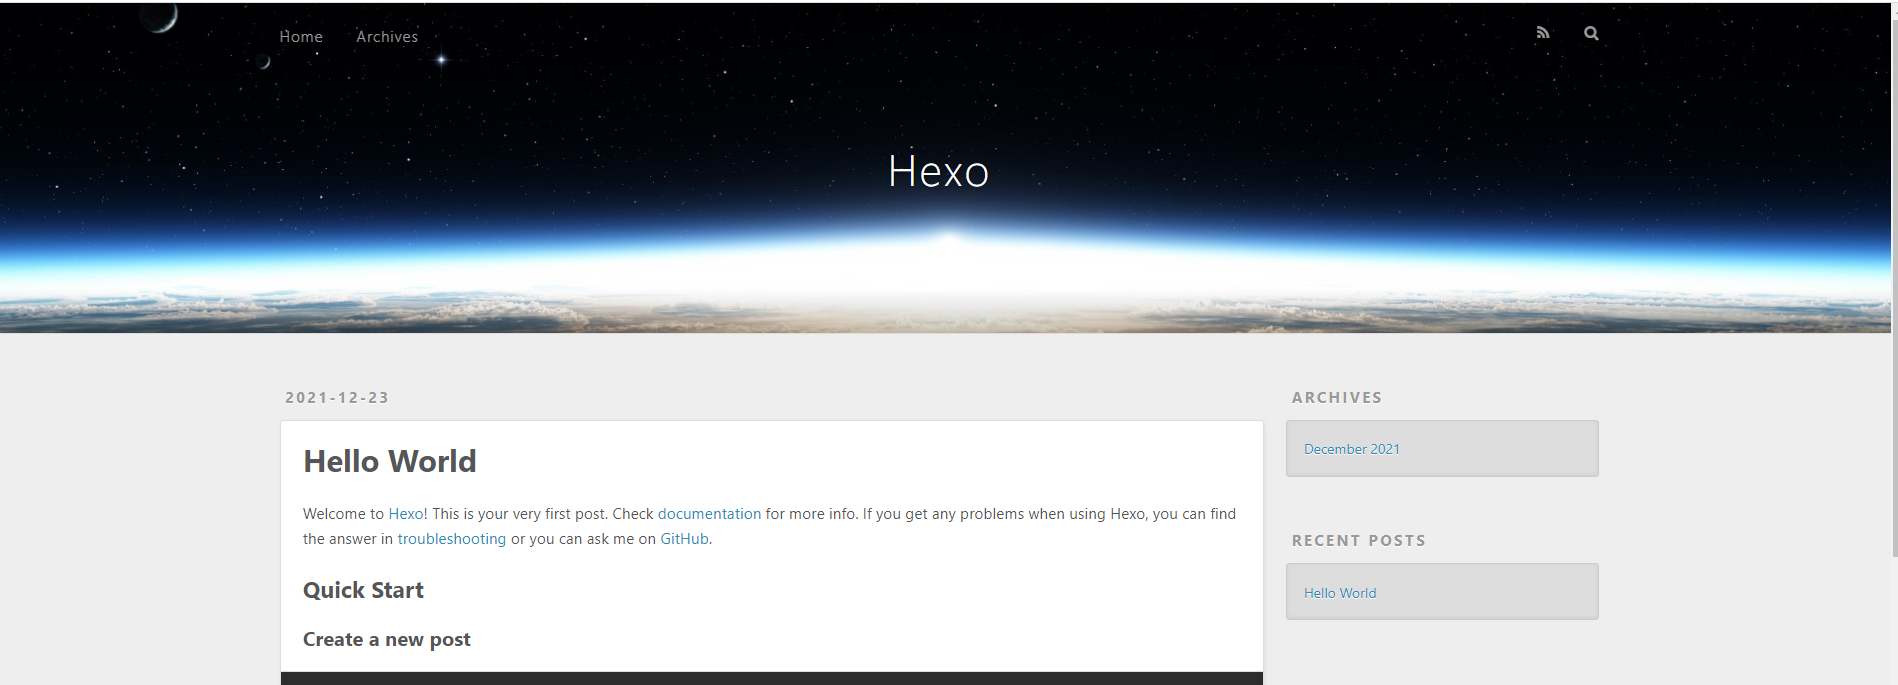 Home Archives
Hexo
2021-12-23
Hello World
Welcome to Hexo! This is your very first post. Check documentation for more info. If you get any problems when using Hexo, you can find
the answer in troubleshooting or you can ask me on GitHub.
Quick Start
Create a new post
ARCHIVES
December 2021
RECENT POSTS
Hello World